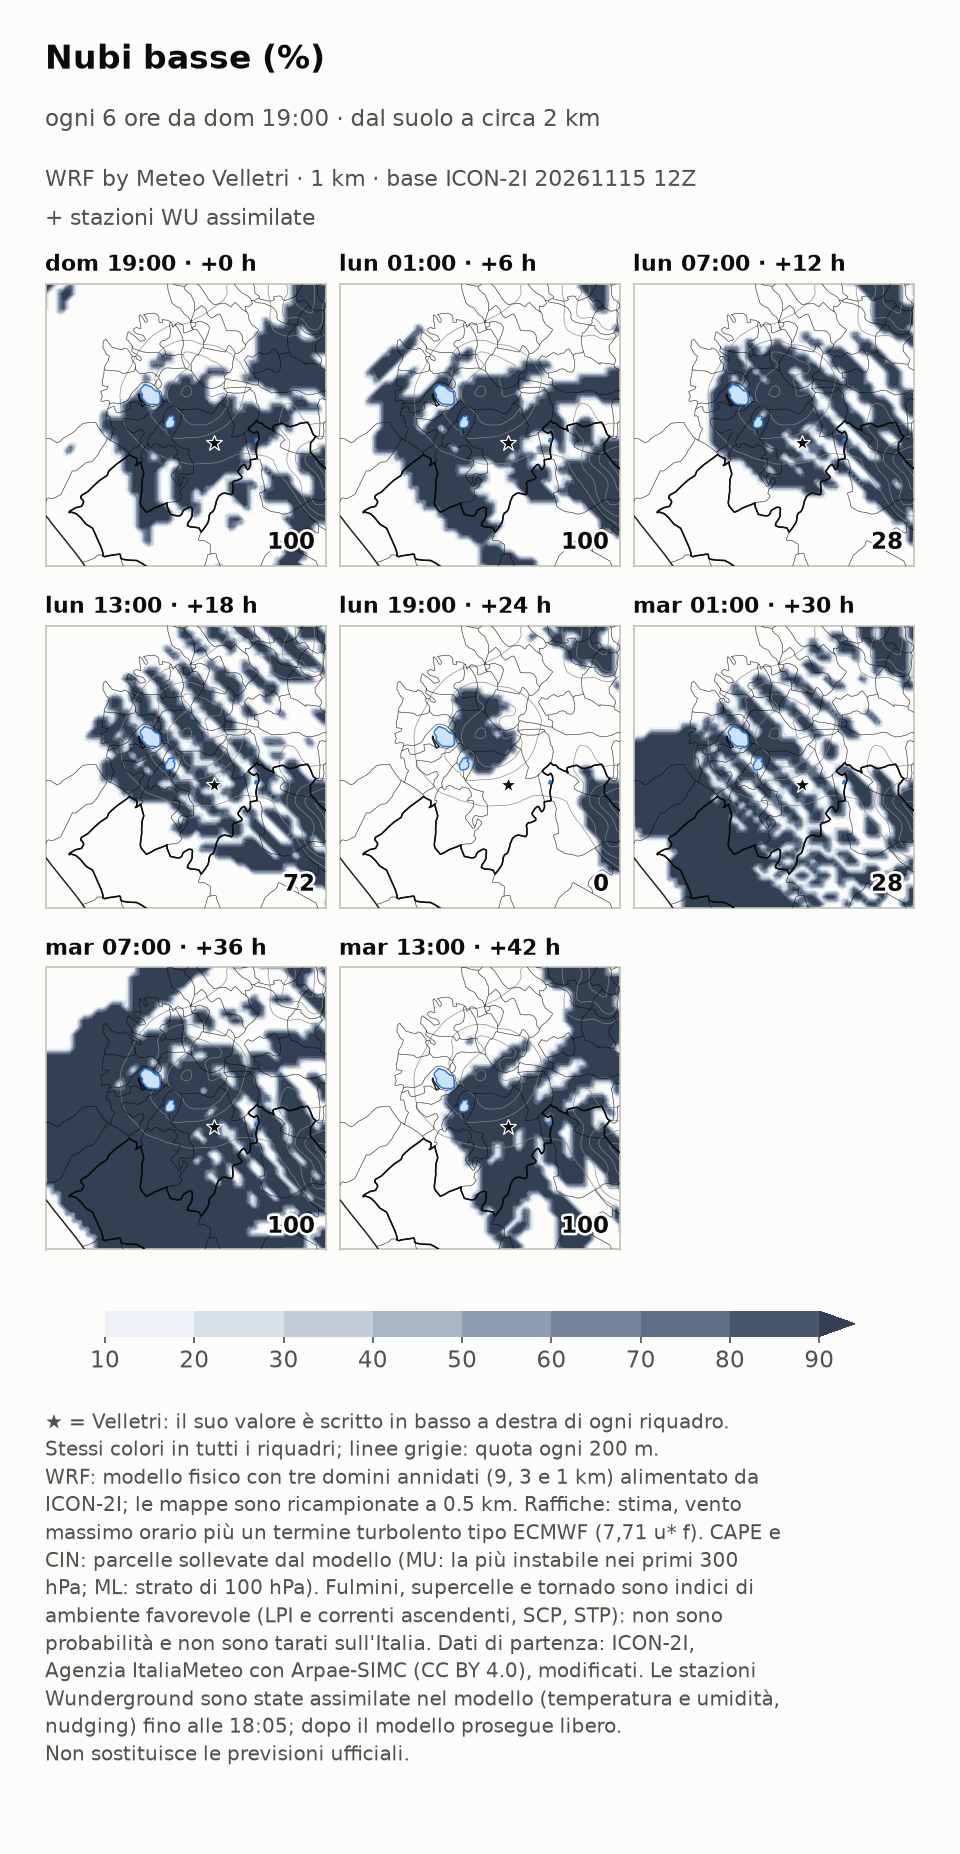 Nubi basse (%)
ogni 6 ore da dom 19:00 · dal suolo a circa 2 km
WRF by Meteo Velletri · 1 km · base ICON-2I 20261115 12Z
+ stazioni WU assimilate
dom 19:00 · +0 h
lun 01:00 · +6 h
lun 07:00 · +12 h
100
100
28
lun 13:00 · +18 h
lun 19:00 · +24 h
mar 01:00 · +30 h
72
0
28
mar 07:00 · +36 h
mar 13:00 · +42 h
100
100
10 20 30 40 50 60 70 80 90
★ = Velletri: il suo valore è scritto in basso a destra di ogni riquadro.
Stessi colori in tutti i riquadri; linee grigie: quota ogni 200 m.
WRF: modello fisico con tre domini annidati (9, 3 e 1 km) alimentato da
ICON-2I; le mappe sono ricampionate a 0.5 km. Raffiche: stima, vento
massimo orario più un termine turbolento tipo ECMWF (7,71 u* f). CAPE e
CIN: parcelle sollevate dal modello (MU: la più instabile nei primi 300
hPa; ML: strato di 100 hPa). Fulmini, supercelle e tornado sono indici di
ambiente favorevole (LPI e correnti ascendenti, SCP, STP): non sono
probabilità e non sono tarati sull'Italia. Dati di partenza: ICON-2I,
Agenzia ItaliaMeteo con Arpae-SIMC (CC BY 4.0), modificati. Le stazioni
Wunderground sono state assimilate nel modello (temperatura e umidità,
nudging) fino alle 18:05; dopo il modello prosegue libero.
Non sostituisce le previsioni ufficiali.